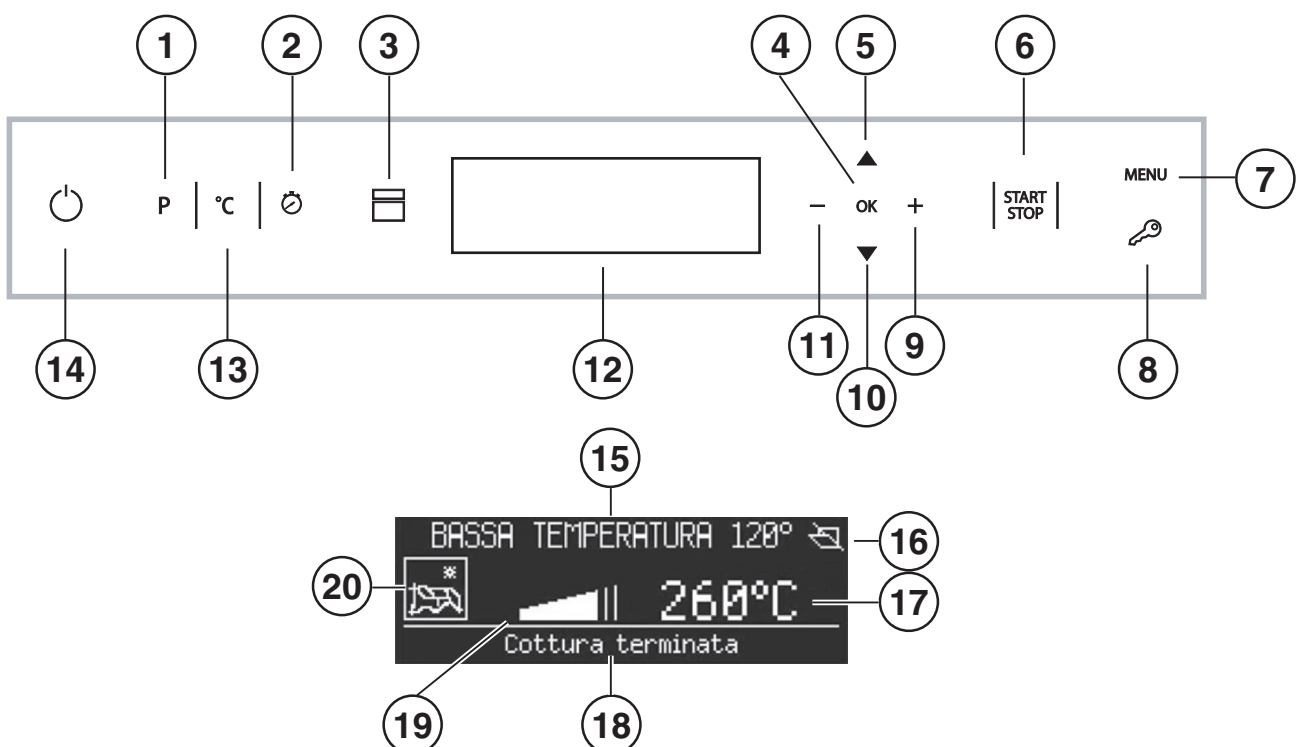 1 2 3 4 5 6
P °C OK START STOP MENU 7
− +
14 13 12 11 9 8
10
15
BASSA TEMPERATURA 120° 16
20 260°C 17
Cottura terminata
19 18